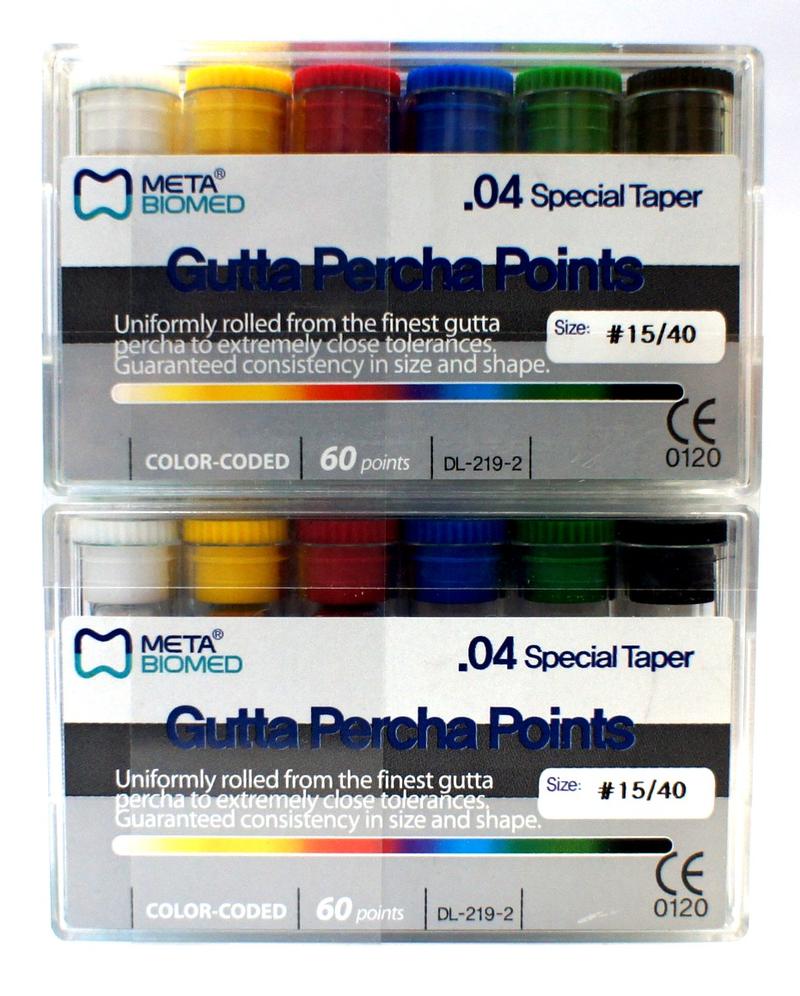 META®
BIOMED
.04 Special Taper
Gutta Percha Points
Uniformly rolled from the finest gutta
percha to extremely close tolerances.
Guaranteed consistency in size and shape.
Size: #15/40
CE
0120
COLOR-CODED
60 points
DL-219-2
META®
BIOMED
.04 Special Taper
Gutta Percha Points
Uniformly rolled from the finest gutta
percha to extremely close tolerances.
Guaranteed consistency in size and shape.
Size: #15/40
CE
0120
COLOR-CODED
60 points
DL-219-2